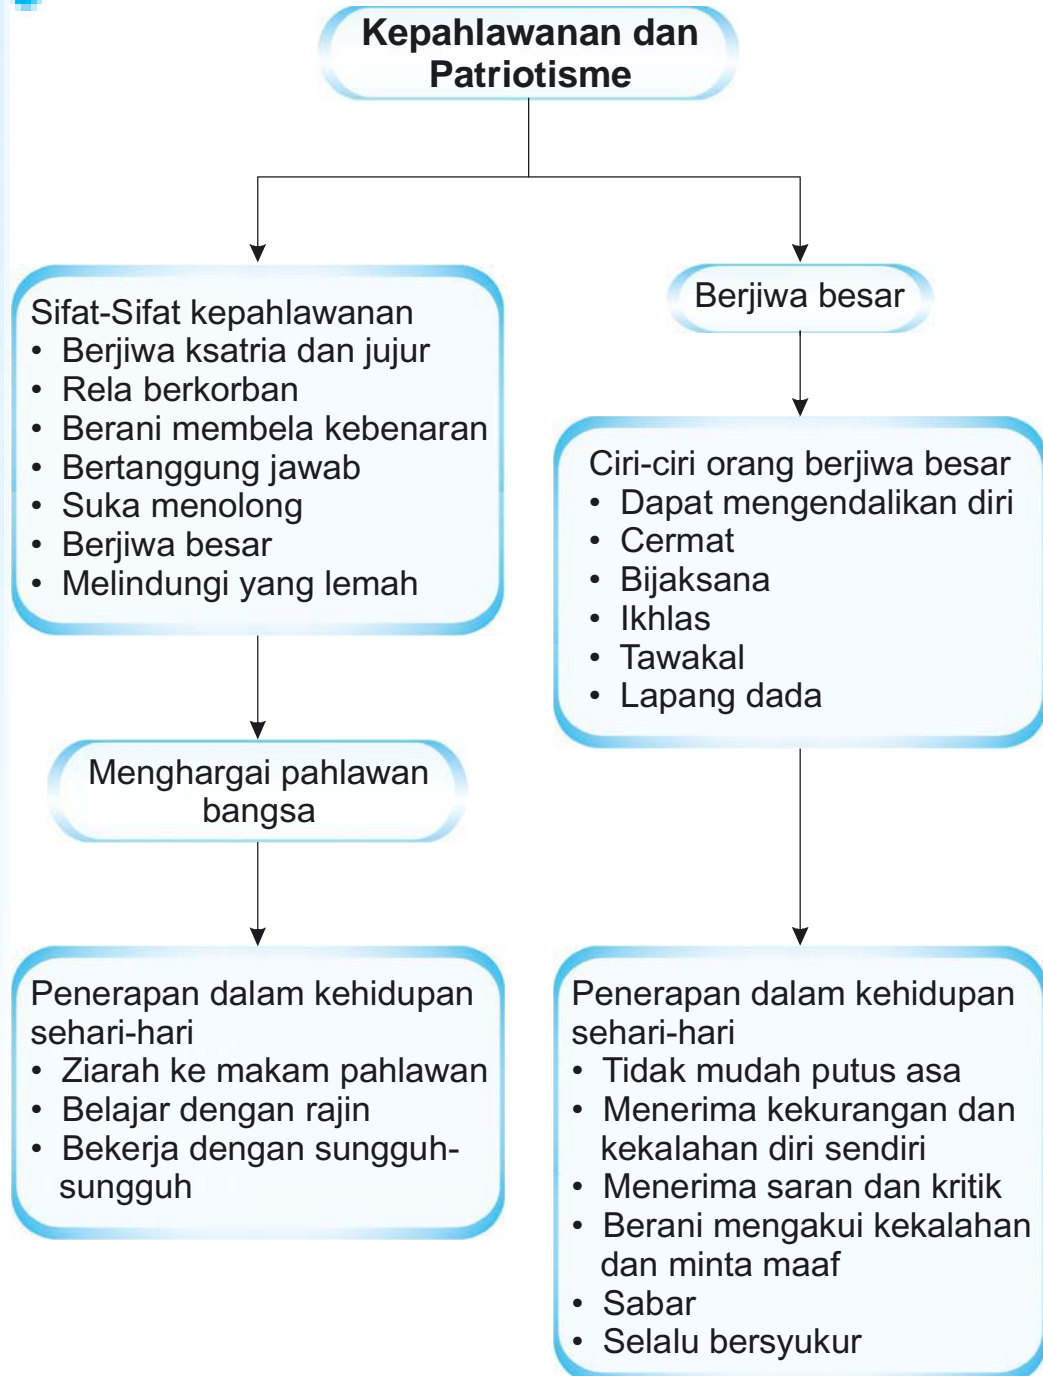 Kepahlawanan dan
Patriotisme
Sifat-Sifat kepahlawanan
• Berjiwa ksatria dan jujur
• Rela berkorban
• Berani membela kebenaran
• Bertanggung jawab
• Suka menolong
• Berjiwa besar
• Melindungi yang lemah
Menghargai pahlawan
bangsa
Penerapan dalam kehidupan
sehari-hari
• Ziarah ke makam pahlawan
• Belajar dengan rajin
• Bekerja dengan sungguh-
sungguh
Berjiwa besar
Ciri-ciri orang berjiwa besar
• Dapat mengendalikan diri
• Cermat
• Bijaksana
• Ikhlas
• Tawakal
• Lapang dada
Penerapan dalam kehidupan
sehari-hari
• Tidak mudah putus asa
• Menerima kekurangan dan
kekalahan diri sendiri
• Menerima saran dan kritik
• Berani mengakui kekalahan
dan minta maaf
• Sabar
• Selalu bersyukur